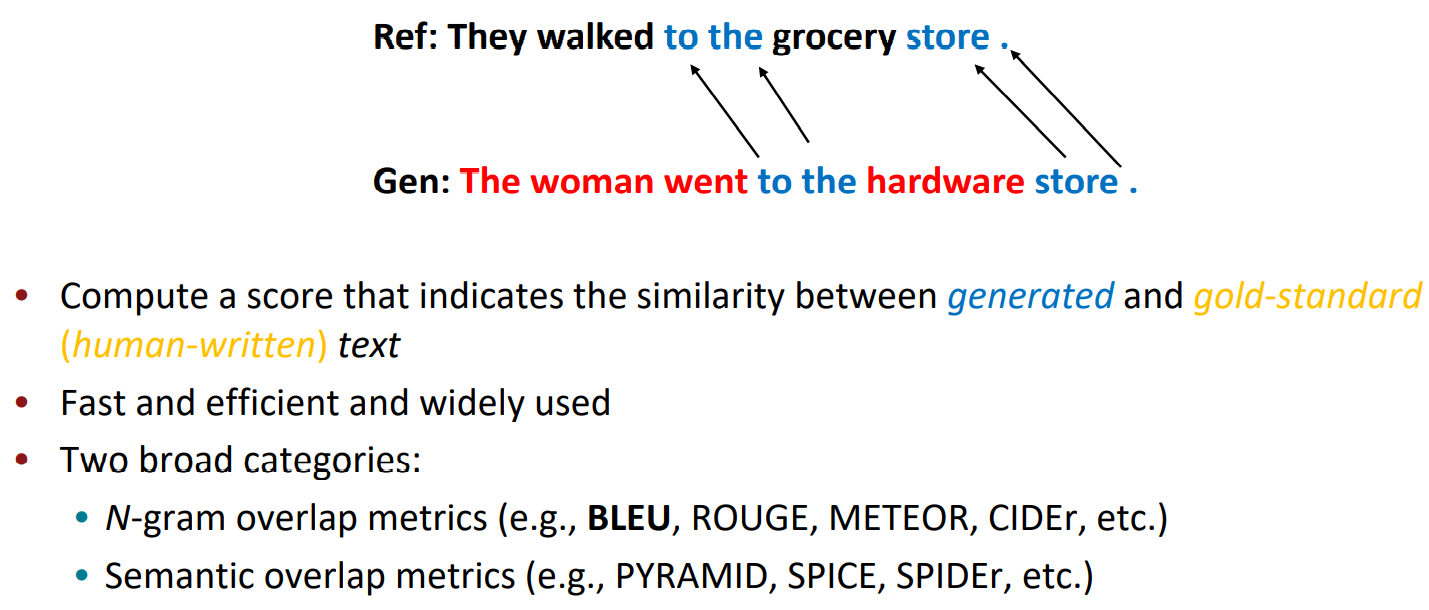 Ref: They walked to the grocery store .
Gen: The woman went to the hardware store .
• Compute a score that indicates the similarity between generated and gold-standard
(human-written) text
• Fast and efficient and widely used
• Two broad categories:
• N-gram overlap metrics (e.g., BLEU, ROUGE, METEOR, CIDEr, etc.)
• Semantic overlap metrics (e.g., PYRAMID, SPICE, SPIDEr, etc.)